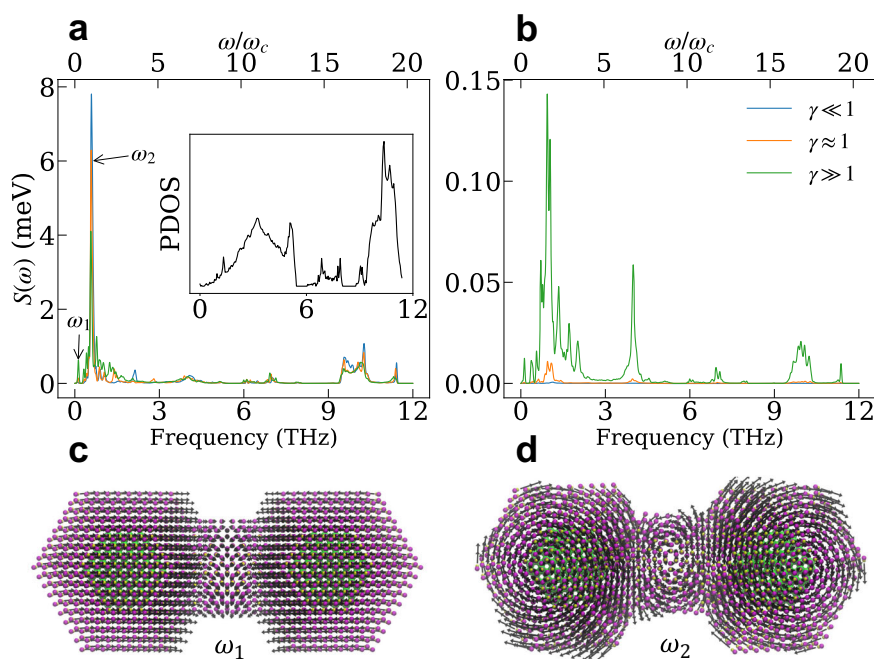 a
ω/ω_c
0 5 10 15 20
8
6
4
2
0
S(ω) (meV)
ω_2
ω_1
PDOS
0 6 12
0 3 6 9 12
Frequency (THz)
b
ω/ω_c
0 5 10 15 20
0.15
0.10
0.05
0.00
γ ≪ 1
γ ≈ 1
γ ≫ 1
0 3 6 9 12
Frequency (THz)
c
ω_1
d
ω_2